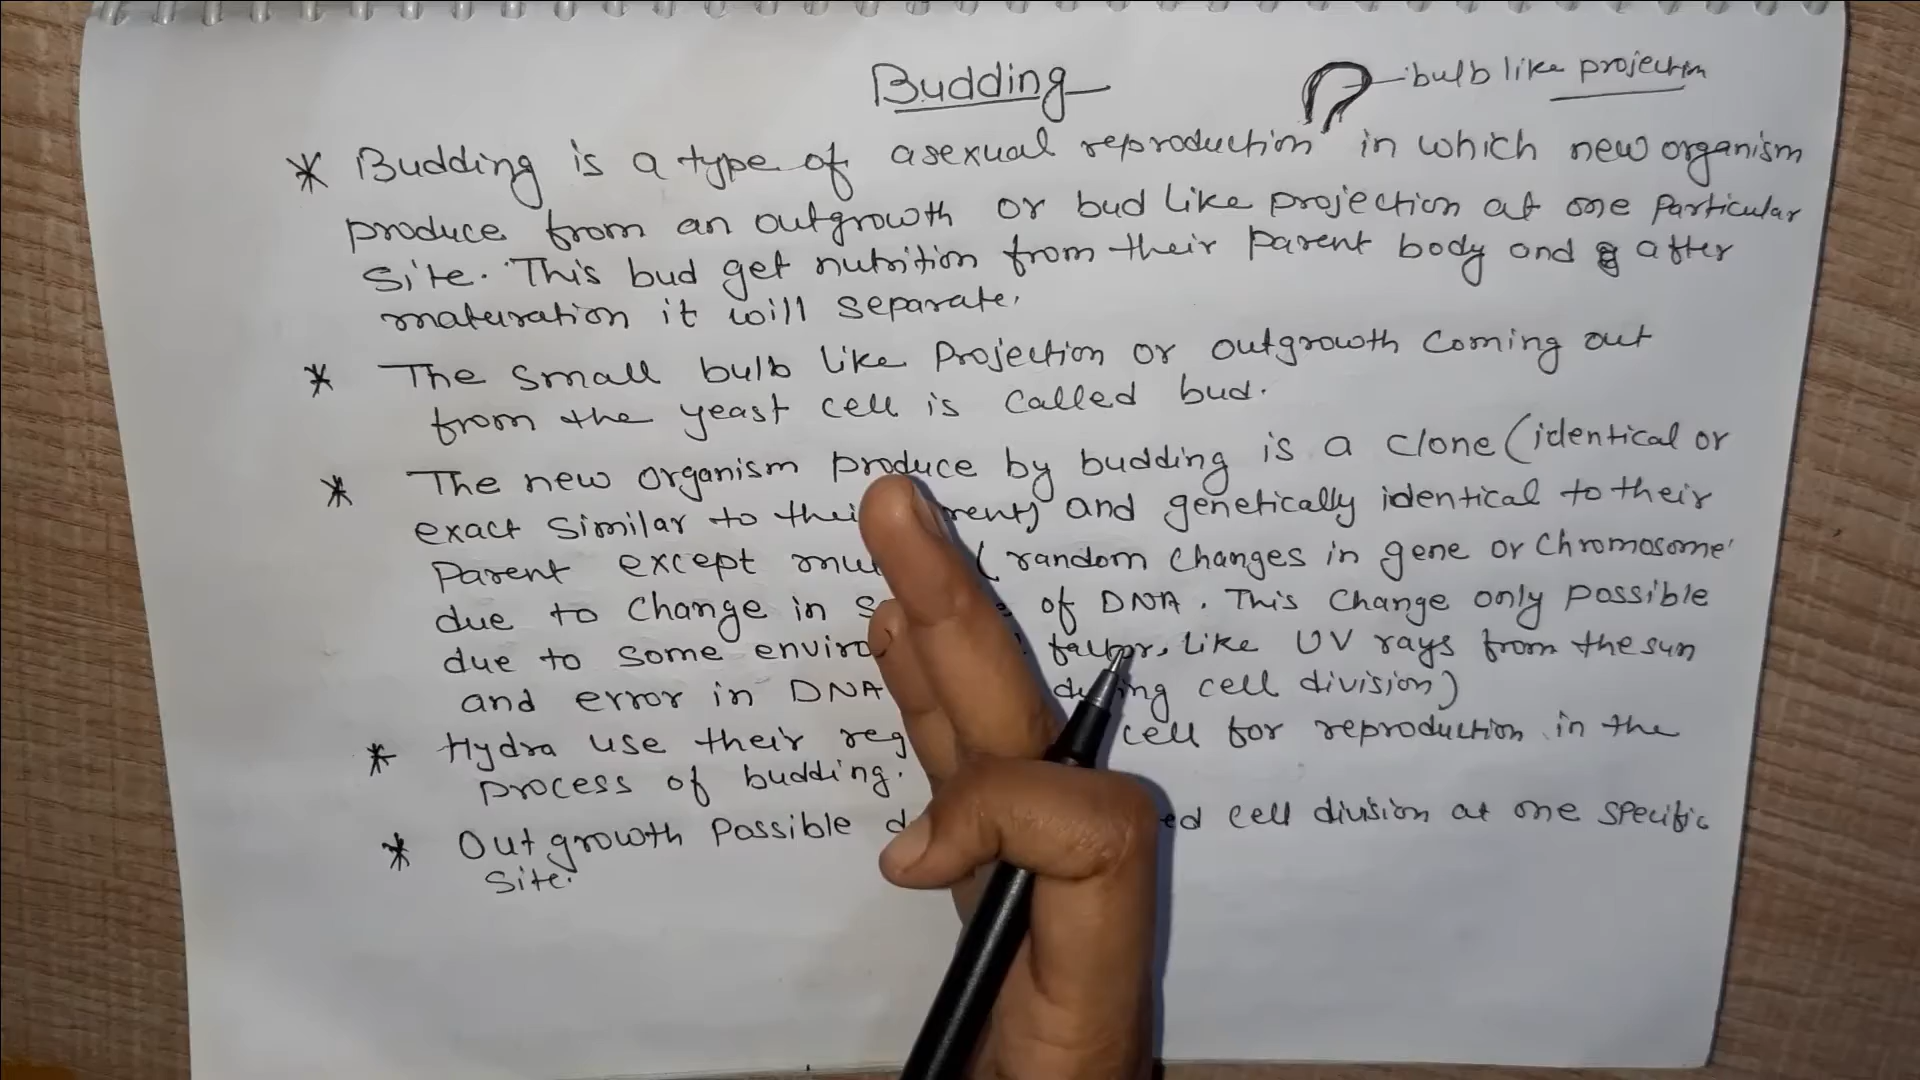 Budding
bulb like projection
* Budding is a type of asexual reproduction in which new organism
produce from an outgrowth or bud like projection at one particular
site. This bud get nutrition from their parent body and after
maturation it will separate.
* The small bulb like projection or outgrowth coming out
from the yeast cell is called bud.
* The new organism produce by budding is a clone (identical or
exact similar to their and genetically identical to their
parent except (random changes in gene or chromosome
due to change in of DNA. This change only possible
due to some factor, like UV rays from the sun
and error in DNA during cell division)
* Hydra use their cell for reproduction in the
process of budding.
* Outgrowth possible cell division at one specific
site.